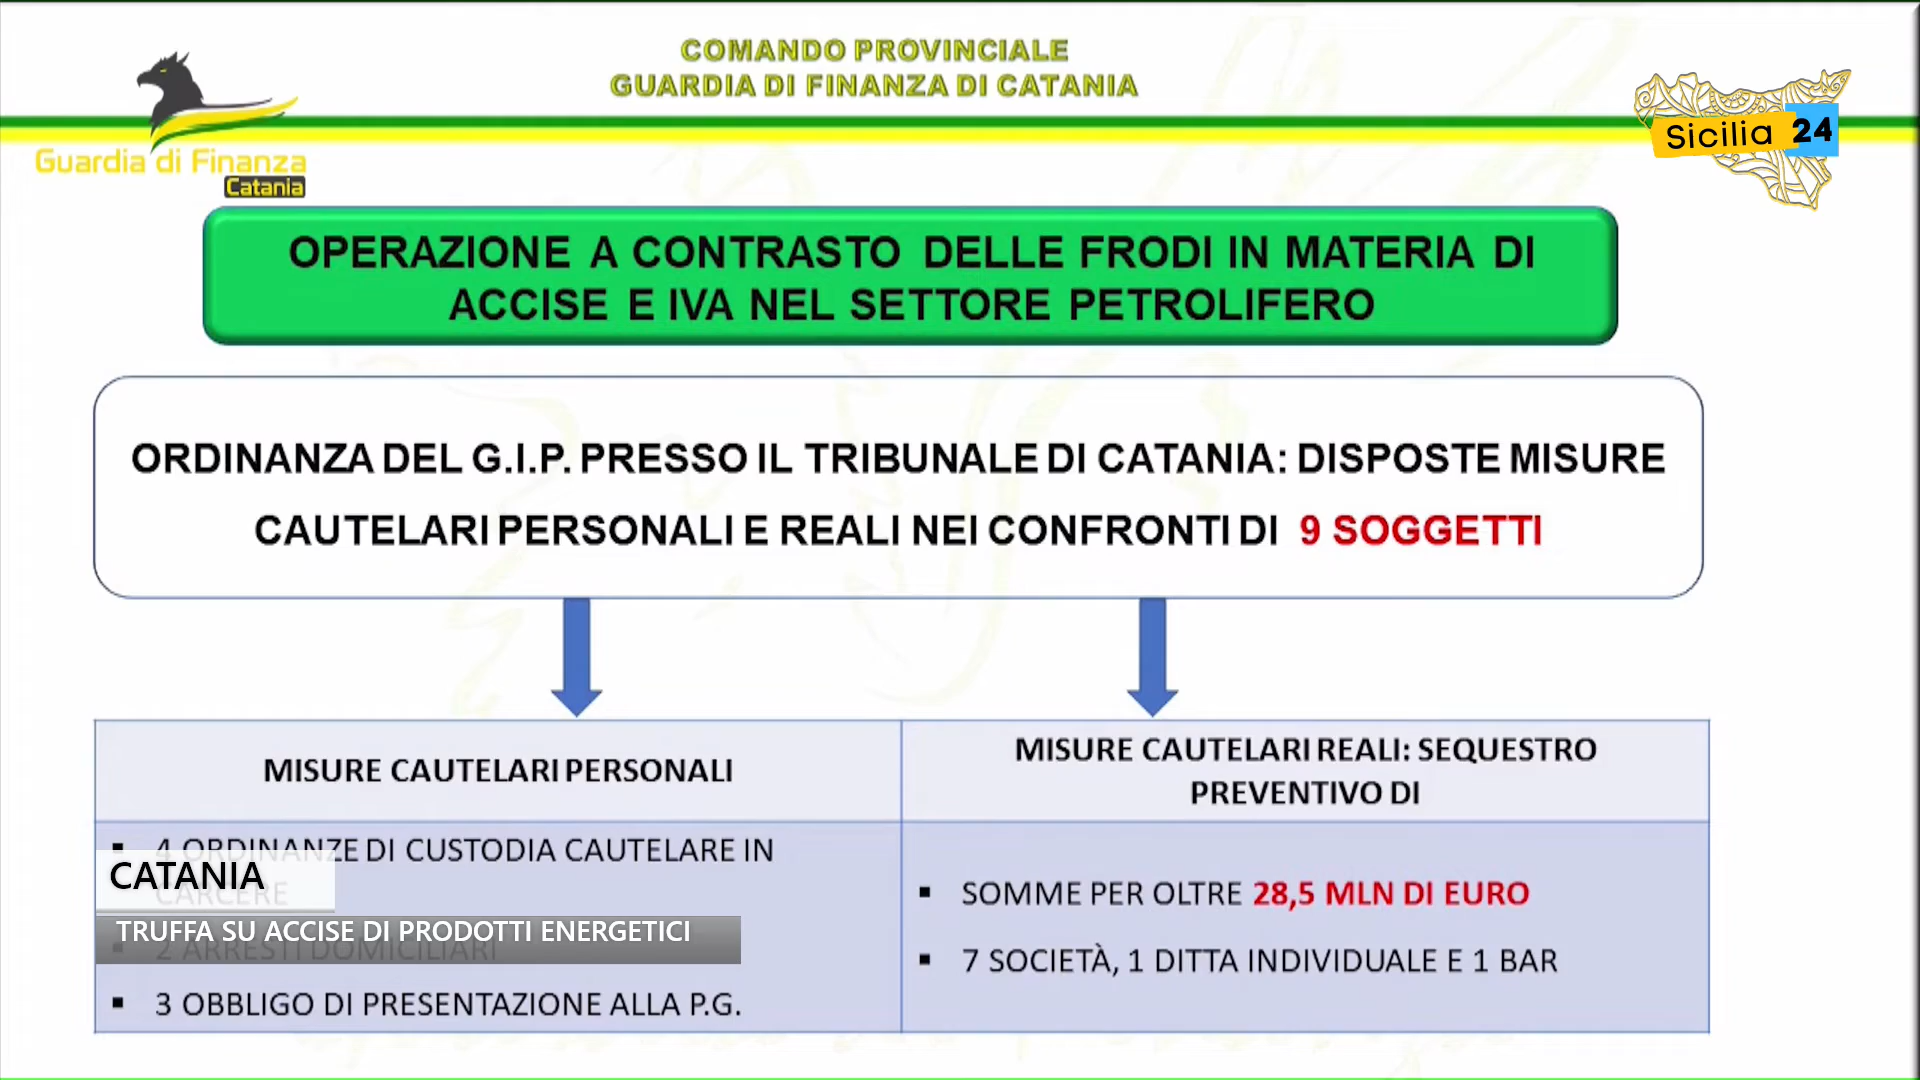 COMANDO PROVINCIALE
GUARDIA DI FINANZA DI CATANIA
Guardia di Finanza
Catania
Sicilia 24
OPERAZIONE A CONTRASTO DELLE FRODI IN MATERIA DI
ACCISE E IVA NEL SETTORE PETROLIFERO
ORDINANZA DEL G.I.P. PRESSO IL TRIBUNALE DI CATANIA: DISPOSTE MISURE
CAUTELARI PERSONALI E REALI NEI CONFRONTI DI 9 SOGGETTI
MISURE CAUTELARI PERSONALI
▪ 4 ORDINANZE DI CUSTODIA CAUTELARE IN
CARCERE
▪ 2 ARRESTI DOMICILIARI
▪ 3 OBBLIGO DI PRESENTAZIONE ALLA P.G.
MISURE CAUTELARI REALI: SEQUESTRO
PREVENTIVO DI
▪ SOMME PER OLTRE 28,5 MLN DI EURO
▪ 7 SOCIETÀ, 1 DITTA INDIVIDUALE E 1 BAR
CATANIA
TRUFFA SU ACCISE DI PRODOTTI ENERGETICI